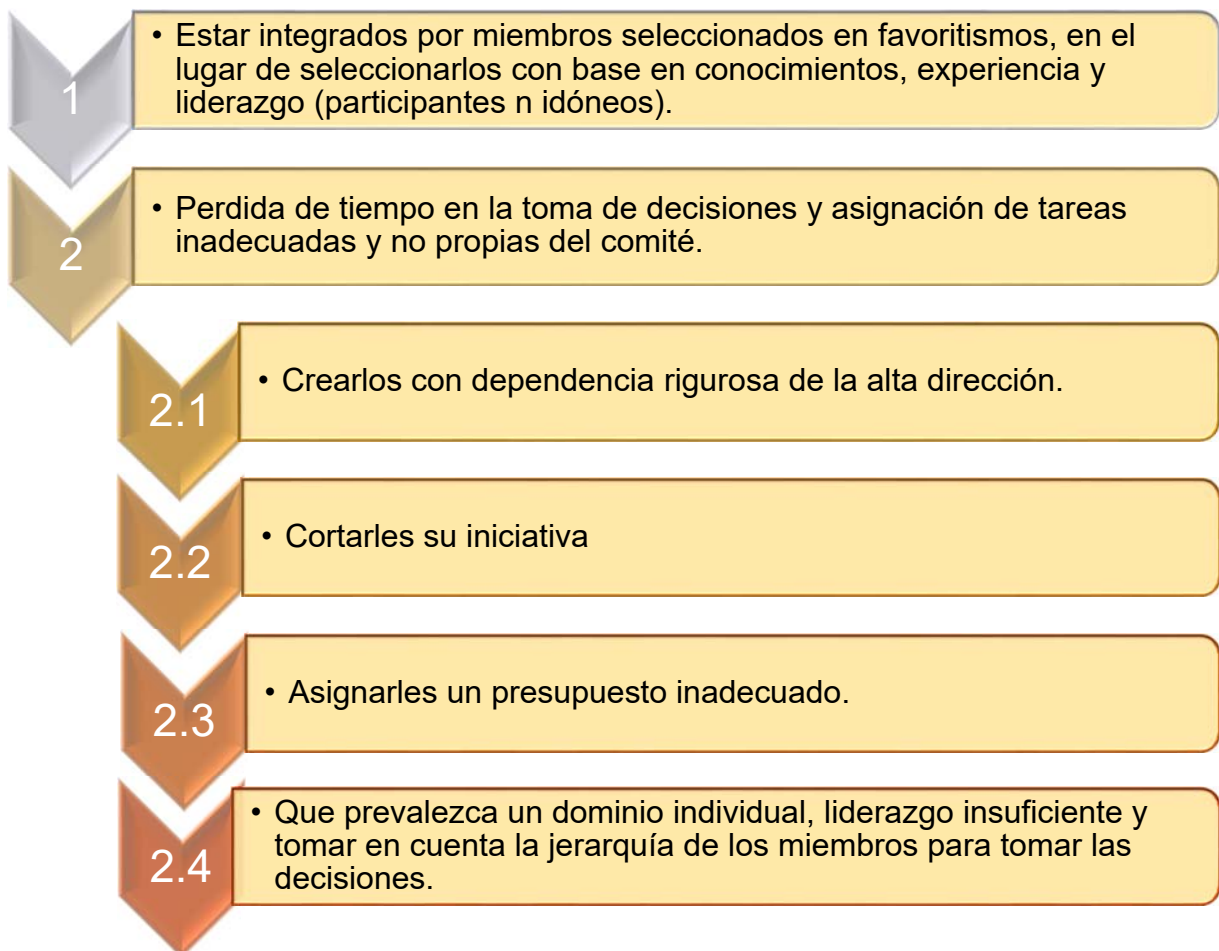 1
• Estar integrados por miembros seleccionados en favoritismos, en el
lugar de seleccionarlos con base en conocimientos, experiencia y
liderazgo (participantes n idóneos).
2
• Perdida de tiempo en la toma de decisiones y asignación de tareas
inadecuadas y no propias del comité.
2.1
• Crearlos con dependencia rigurosa de la alta dirección.
2.2
• Cortarles su iniciativa
2.3
• Asignarles un presupuesto inadecuado.
2.4
• Que prevalezca un dominio individual, liderazgo insuficiente y
tomar en cuenta la jerarquía de los miembros para tomar las
decisiones.